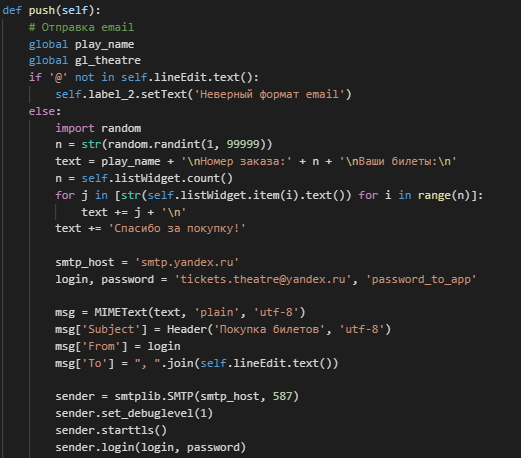 def push(self):
    # Отправка email
    global play_name
    global gl_theatre
    if '@' not in self.lineEdit.text():
        self.label_2.setText('Неверный формат email')
    else:
        import random
        n = str(random.randint(1, 99999))
        text = play_name + '\nНомер заказа:' + n + '\nВаши билеты:\n'
        n = self.listWidget.count()
        for j in [str(self.listWidget.item(i).text()) for i in range(n)]:
            text += j + '\n'
        text += 'Спасибо за покупку!'

        smtp_host = 'smtp.yandex.ru'
        login, password = 'tickets.theatre@yandex.ru', 'password_to_app'

        msg = MIMEText(text, 'plain', 'utf-8')
        msg['Subject'] = Header('Покупка билетов', 'utf-8')
        msg['From'] = login
        msg['To'] = ", ".join(self.lineEdit.text())

        sender = smtplib.SMTP(smtp_host, 587)
        sender.set_debuglevel(1)
        sender.starttls()
        sender.login(login, password)